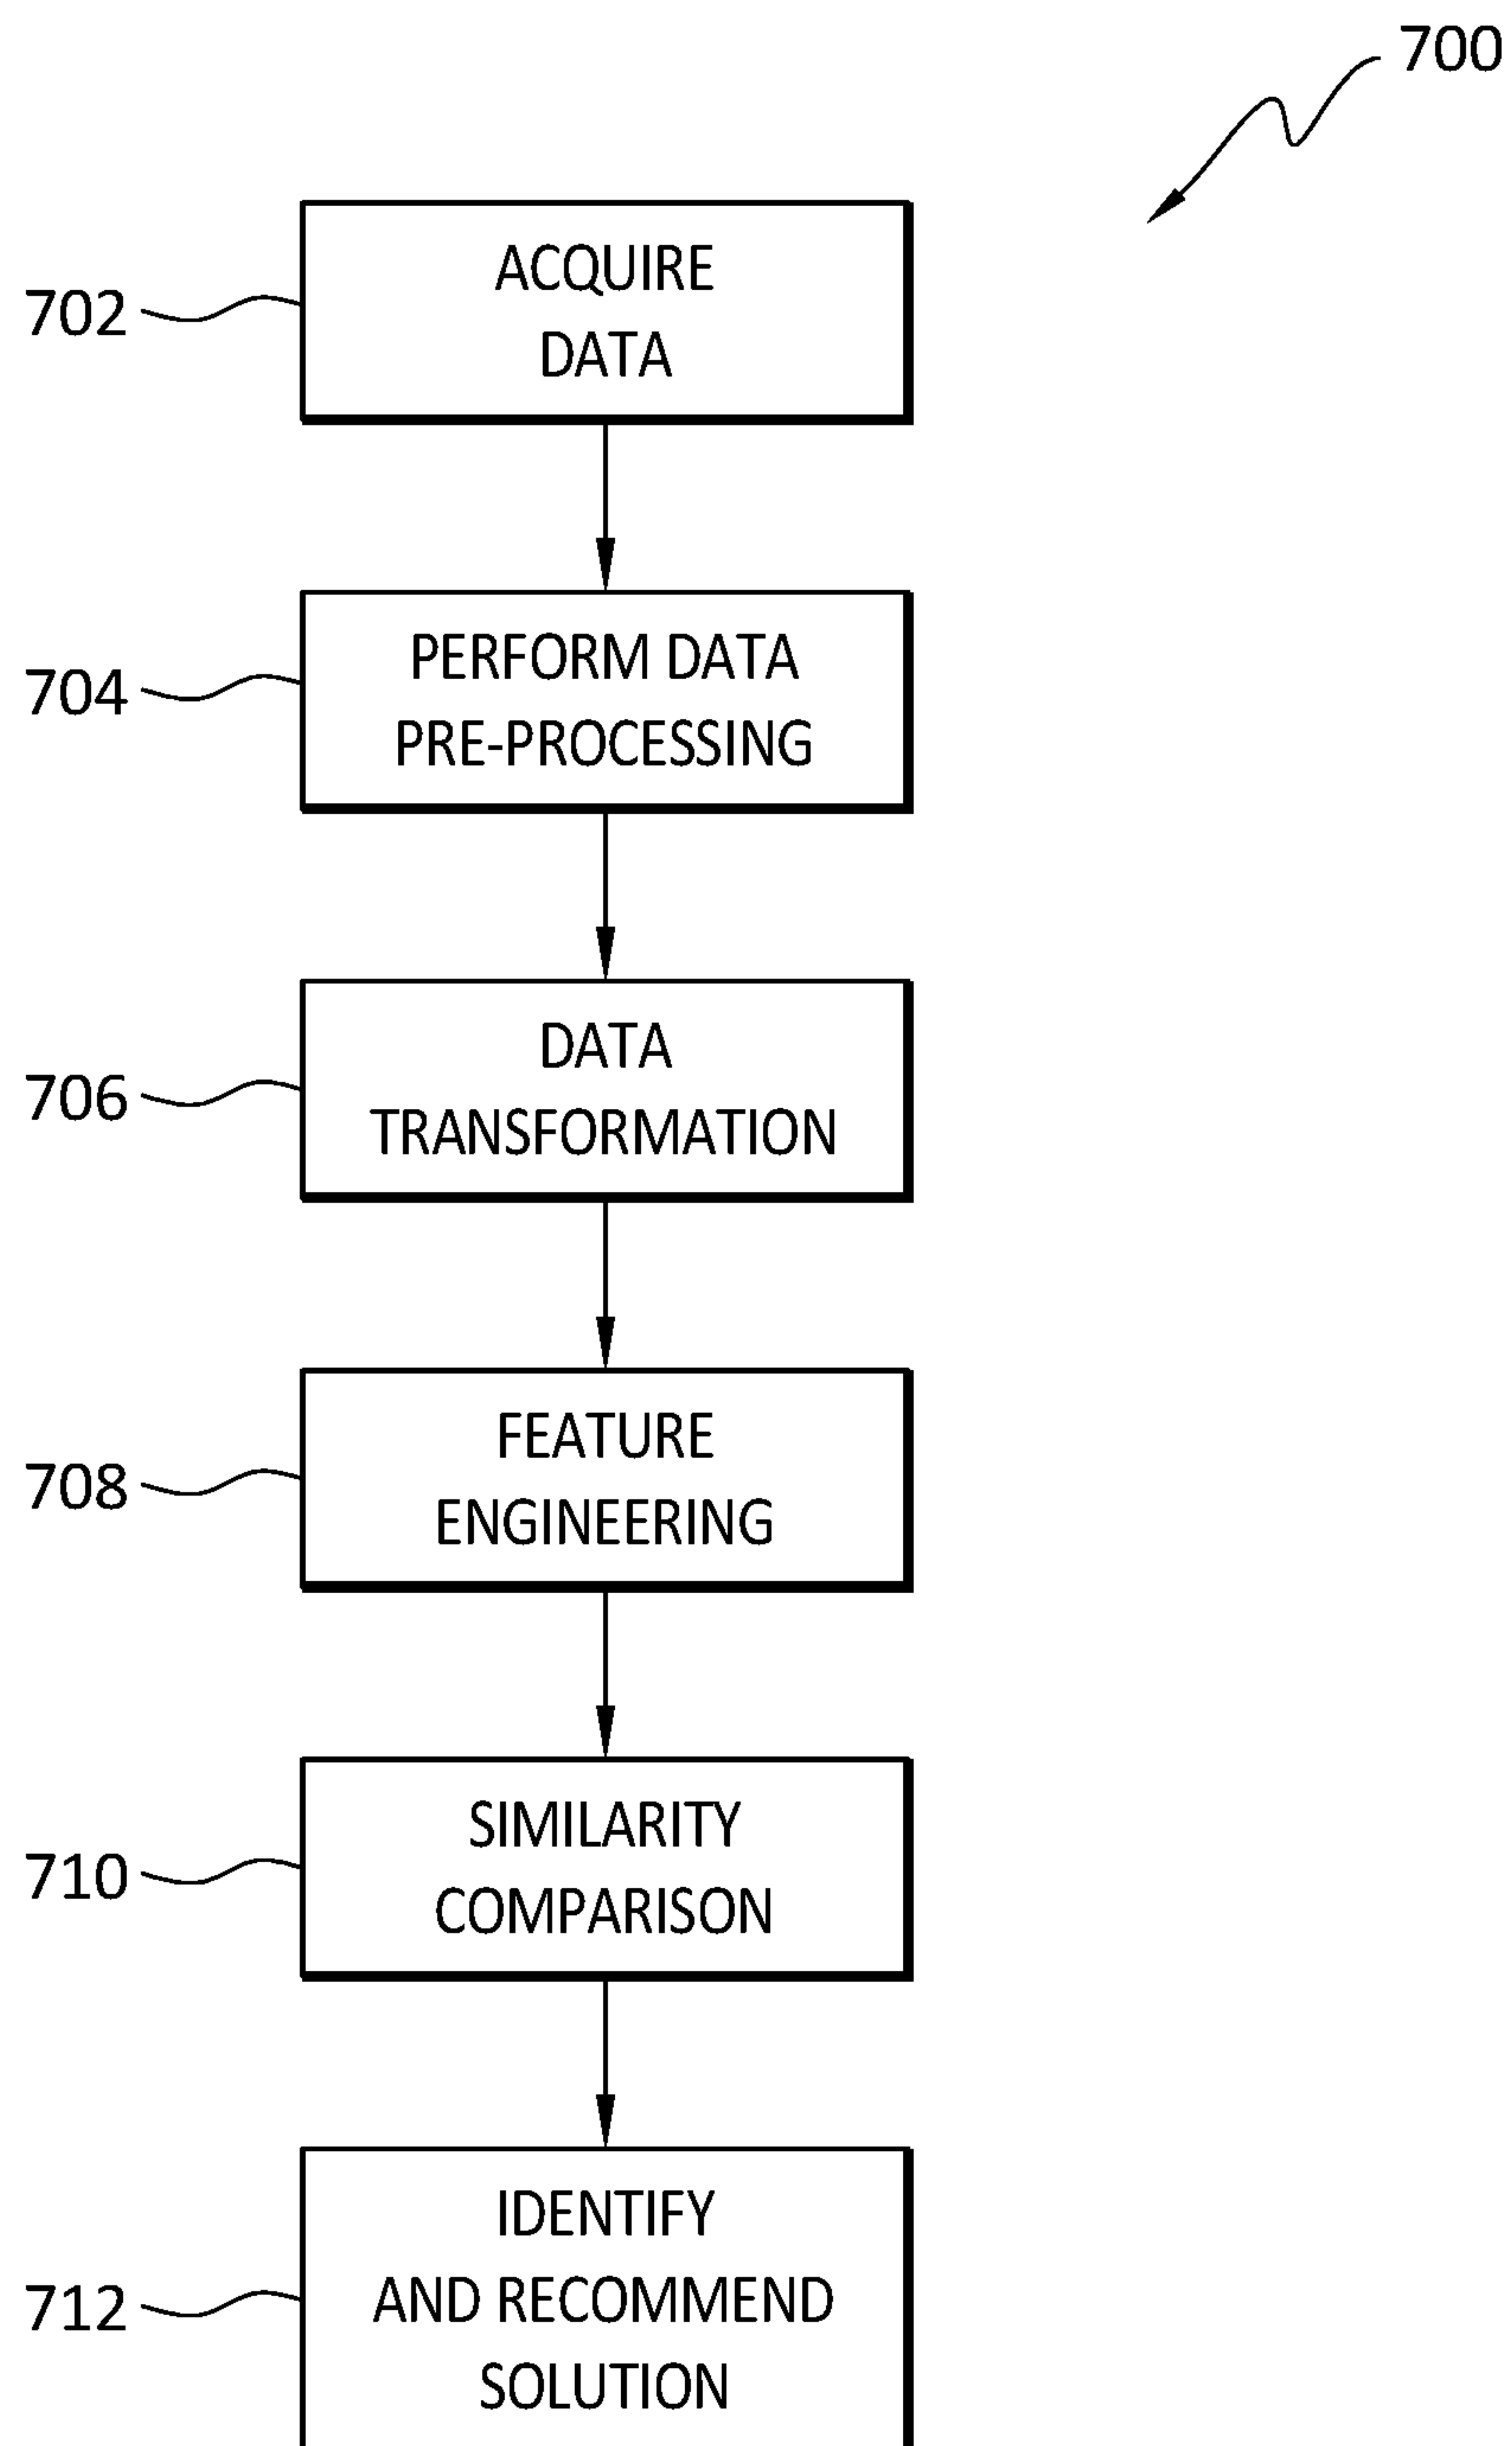 700
702
ACQUIRE
DATA
704
PERFORM DATA
PRE-PROCESSING
706
DATA
TRANSFORMATION
708
FEATURE
ENGINEERING
710
SIMILARITY
COMPARISON
712
IDENTIFY
AND RECOMMEND
SOLUTION